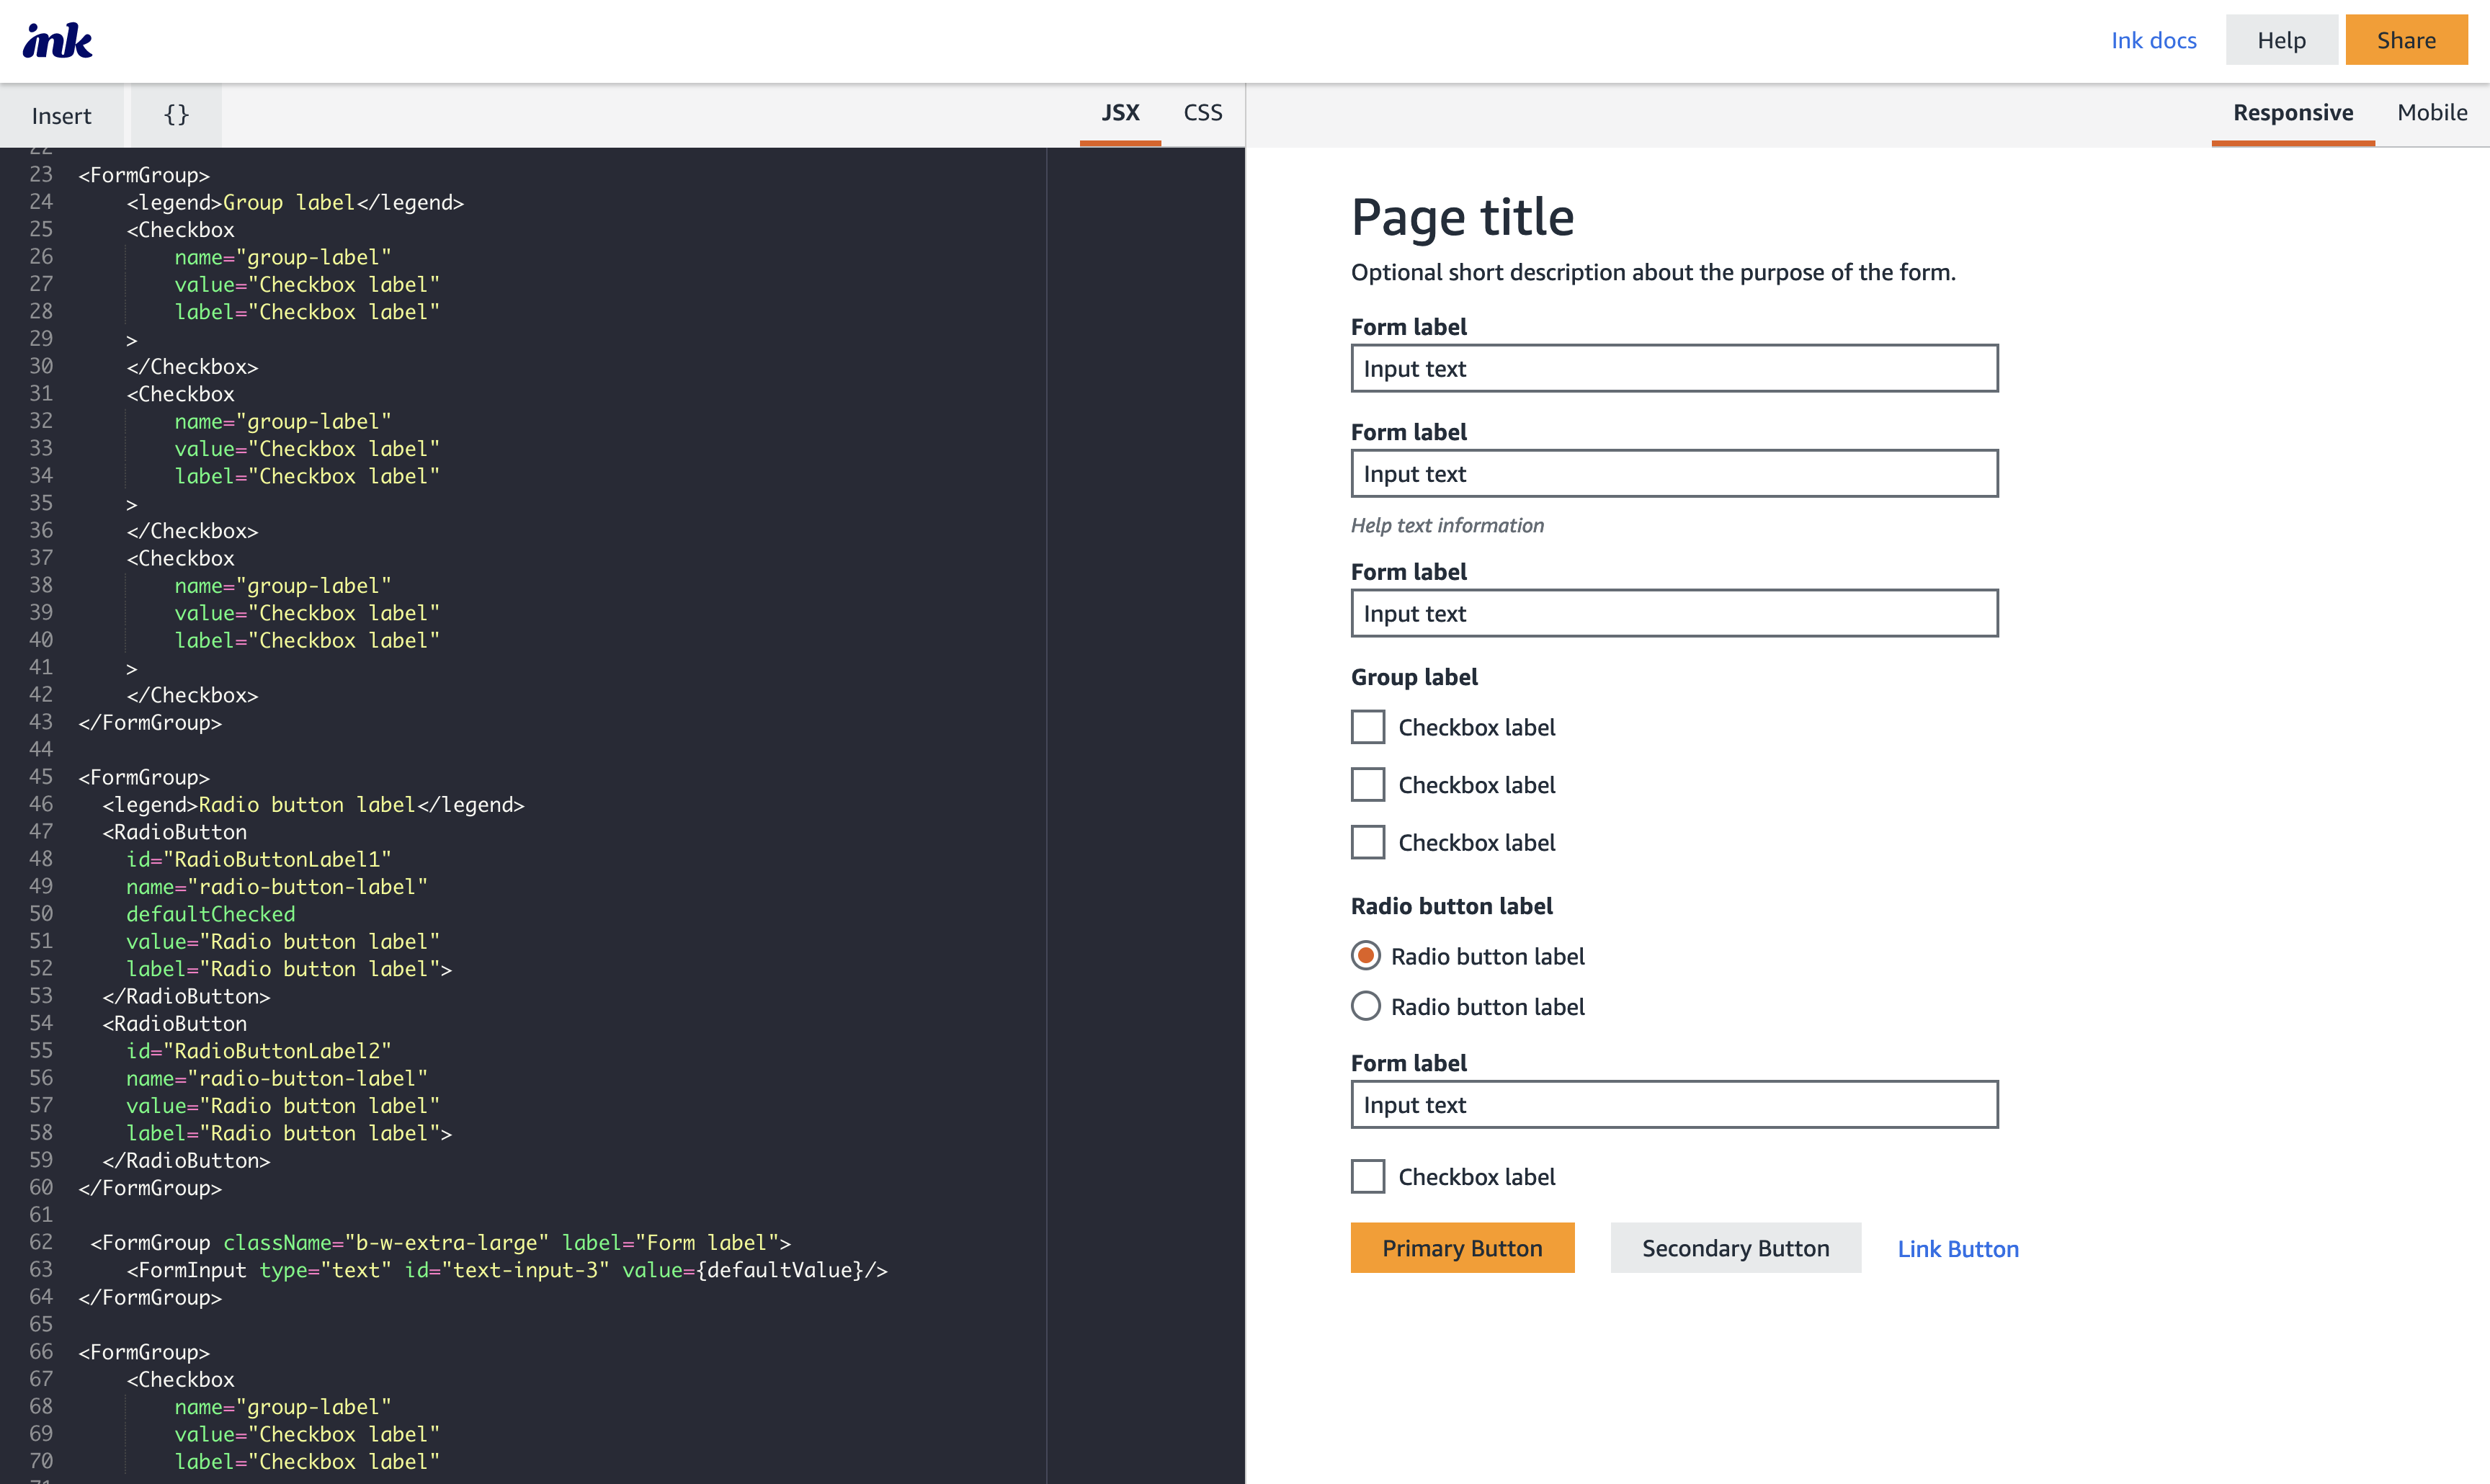 ink
Ink docs
Help
Share
Insert
{}
JSX
CSS
Responsive
Mobile
22
23 <FormGroup>
24 <legend>Group label</legend>
25 <Checkbox
26 name="group-label"
27 value="Checkbox label"
28 label="Checkbox label"
29 >
30 </Checkbox>
31 <Checkbox
32 name="group-label"
33 value="Checkbox label"
34 label="Checkbox label"
35 >
36 </Checkbox>
37 <Checkbox
38 name="group-label"
39 value="Checkbox label"
40 label="Checkbox label"
41 >
42 </Checkbox>
43 </FormGroup>
44
45 <FormGroup>
46 <legend>Radio button label</legend>
47 <RadioButton
48 id="RadioButtonLabel1"
49 name="radio-button-label"
50 defaultChecked
51 value="Radio button label"
52 label="Radio button label">
53 </RadioButton>
54 <RadioButton
55 id="RadioButtonLabel2"
56 name="radio-button-label"
57 value="Radio button label"
58 label="Radio button label">
59 </RadioButton>
60 </FormGroup>
61
62 <FormGroup className="b-w-extra-large" label="Form label">
63 <FormInput type="text" id="text-input-3" value={defaultValue}/>
64 </FormGroup>
65
66 <FormGroup>
67 <Checkbox
68 name="group-label"
69 value="Checkbox label"
70 label="Checkbox label"
Page title
Optional short description about the purpose of the form.
Form label
Input text
Form label
Input text
Help text information
Form label
Input text
Group label
Checkbox label
Checkbox label
Checkbox label
Radio button label
Radio button label
Radio button label
Form label
Input text
Checkbox label
Primary Button
Secondary Button
Link Button